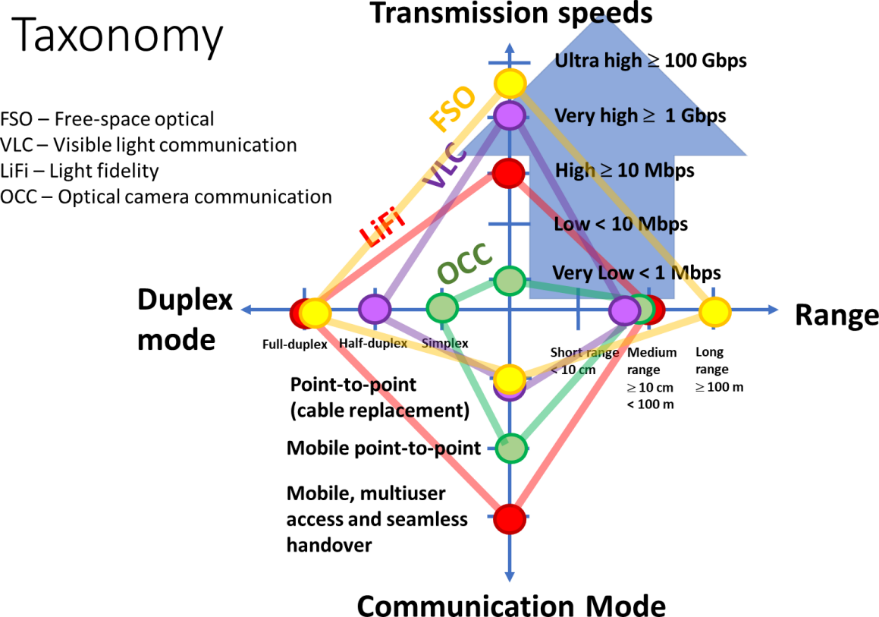 Transmission speeds
Taxonomy
Ultra high ≥ 100 Gbps
FSO
FSO – Free-space optical
Very high ≥ 1 Gbps
VLC – Visible light communication
VLC
LiFi – Light fidelity
High ≥ 10 Mbps
OCC – Optical camera communication
LiFi
Low < 10 Mbps
OCC
Very Low < 1 Mbps
Duplex
mode
Range
Full-duplex
Half-duplex
Simplex
Short range
< 10 cm
Medium
range
≥ 10 cm
< 100 m
Long
range
≥ 100 m
Point-to-point
(cable replacement)
Mobile point-to-point
Mobile, multiuser
access and seamless
handover
Communication Mode